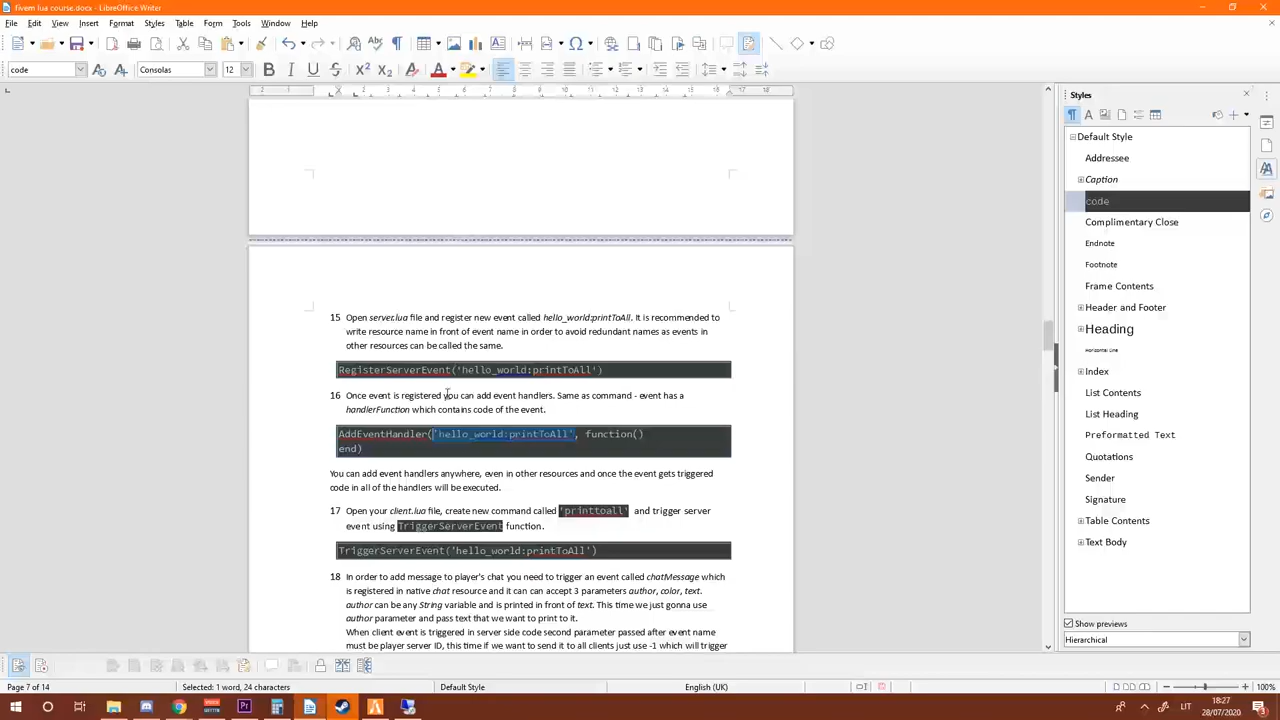 fivem lua course.docx - LibreOffice Writer
File Edit View Insert Format Styles Table Form Tools Window Help
code Consolas 12
Styles
Default Style
Addressee
Caption
code
Complimentary Close
Endnote
Footnote
Frame Contents
Header and Footer
Heading
Horizontal Line
Index
List Contents
List Heading
Preformatted Text
Quotations
Sender
Signature
Table Contents
Text Body
Show previews
Hierarchical
15 Open server.lua file and register new event called hello_world:printToAll. It is recommended to
write resource name in front of event name in order to avoid redundant names as events in
other resources can be called the same.
RegisterServerEvent('hello_world:printToAll')
16 Once event is registered you can add event handlers. Same as command - event has a
handlerFunction which contains code of the event.
AddEventHandler('hello_world:printToAll', function()
end)
You can add event handlers anywhere, even in other resources and once the event gets triggered
code in all of the handlers will be executed.
17 Open your client.lua file, create new command called 'printtoall' and trigger server
event using TriggerServerEvent function.
TriggerServerEvent('hello_world:printToAll')
18 In order to add message to player's chat you need to trigger an event called chatMessage which
is registered in native chat resource and it can can accept 3 parameters author, color, text.
author can be any String variable and is printed in front of text. This time we just gonna use
author parameter and pass text that we want to print to it.
When client event is triggered in server side code second parameter passed after event name
must be player server ID, this time if we want to send it to all clients just use -1 which will trigger
Page 7 of 14 Selected: 1 word, 24 characters Default Style English (UK) 100%
LIT 18:27
28/07/2020